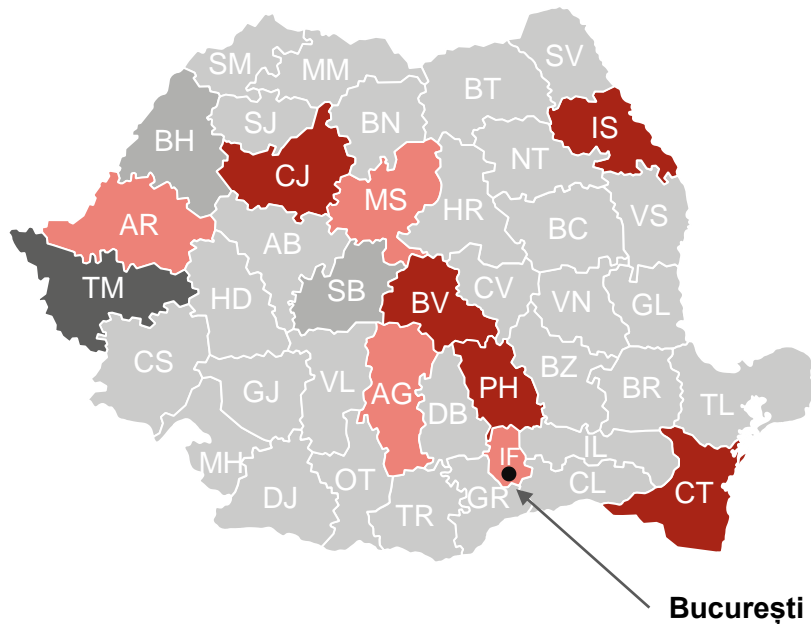 SV
SM
MM
BT
SJ
BN
IS
BH
NT
CJ
MS
HR
VS
AR
BC
AB
TM
SB
CV
HD
BV
VN
GL
CS
BZ
VL
PH
BR
GJ
AG
TL
DB
IL
IF
MH
OT
CL
CT
DJ
GR
TR
București